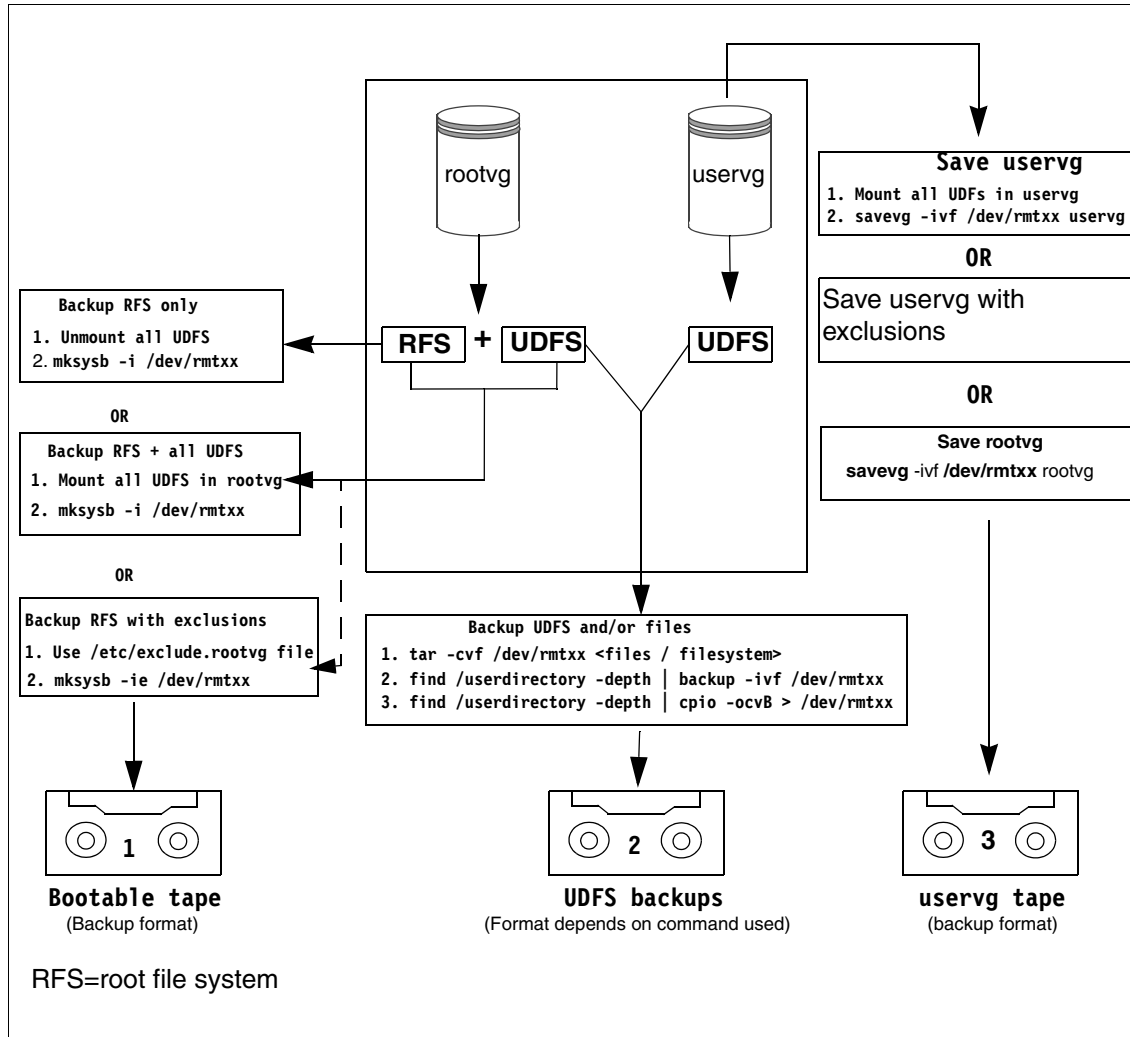 rootvg
uservg
Save uservg
1. Mount all UDFs in uservg
2. savevg -ivf /dev/rmtxx uservg
OR
Save uservg with
exclusions
OR
Save rootvg
savevg -ivf /dev/rmtxx rootvg
RFS + UDFS
UDFS
Backup RFS only
1. Unmount all UDFS
2. mksysb -i /dev/rmtxx
OR
Backup RFS + all UDFS
1. Mount all UDFS in rootvg
2. mksysb -i /dev/rmtxx
OR
Backup RFS with exclusions
1. Use /etc/exclude.rootvg file
2. mksysb -ie /dev/rmtxx
Backup UDFS and/or files
1. tar -cvf /dev/rmtxx <files / filesystem>
2. find /userdirectory -depth | backup -ivf /dev/rmtxx
3. find /userdirectory -depth | cpio -ocvB > /dev/rmtxx
1
Bootable tape
(Backup format)
2
UDFS backups
(Format depends on command used)
3
uservg tape
(backup format)
RFS=root file system